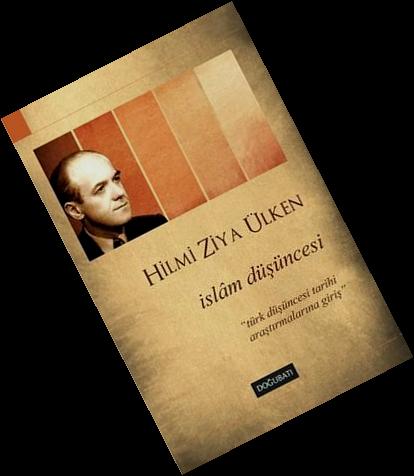 HILMI ZIYA ÜLKEN
islâm düşüncesi
"türk düşüncesi tarihi
araştırmalarına giriş"
DOĞUBATI